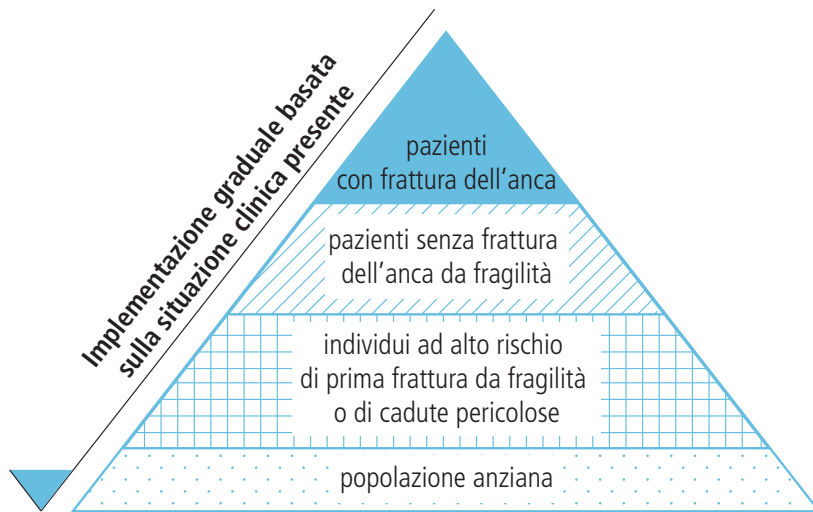 Implementazione graduale basata
sulla situazione clinica presente
pazienti
con frattura dell'anca
pazienti senza frattura
dell'anca da fragilità
individui ad alto rischio
di prima frattura da fragilità
o di cadute pericolose
popolazione anziana